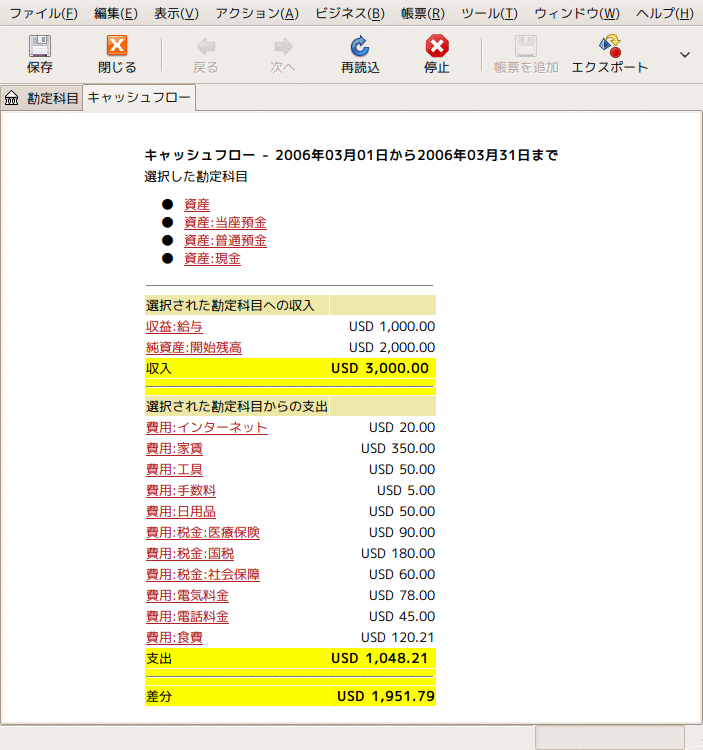 ファイル(F) 編集(E) 表示(V) アクション(A) ビジネス(B) 帳票(R) ツール(T) ウィンドウ(W) ヘルプ(H)
保存 閉じる 戻る 次へ 再読込 停止 帳票を追加 エクスポート
勘定科目 キャッシュフロー
キャッシュフロー - 2006年03月01日から2006年03月31日まで
選択した勘定科目
● 資産
● 資産:当座預金
● 資産:普通預金
● 資産:現金
選択された勘定科目への収入
収益:給与 USD 1,000.00
純資産:開始残高 USD 2,000.00
収入 USD 3,000.00
選択された勘定科目からの支出
費用:インターネット USD 20.00
費用:家賃 USD 350.00
費用:工具 USD 50.00
費用:手数料 USD 5.00
費用:日用品 USD 50.00
費用:税金:医療保険 USD 90.00
費用:税金:国税 USD 180.00
費用:税金:社会保障 USD 60.00
費用:電気料金 USD 78.00
費用:電話料金 USD 45.00
費用:食費 USD 120.21
支出 USD 1,048.21
差分 USD 1,951.79